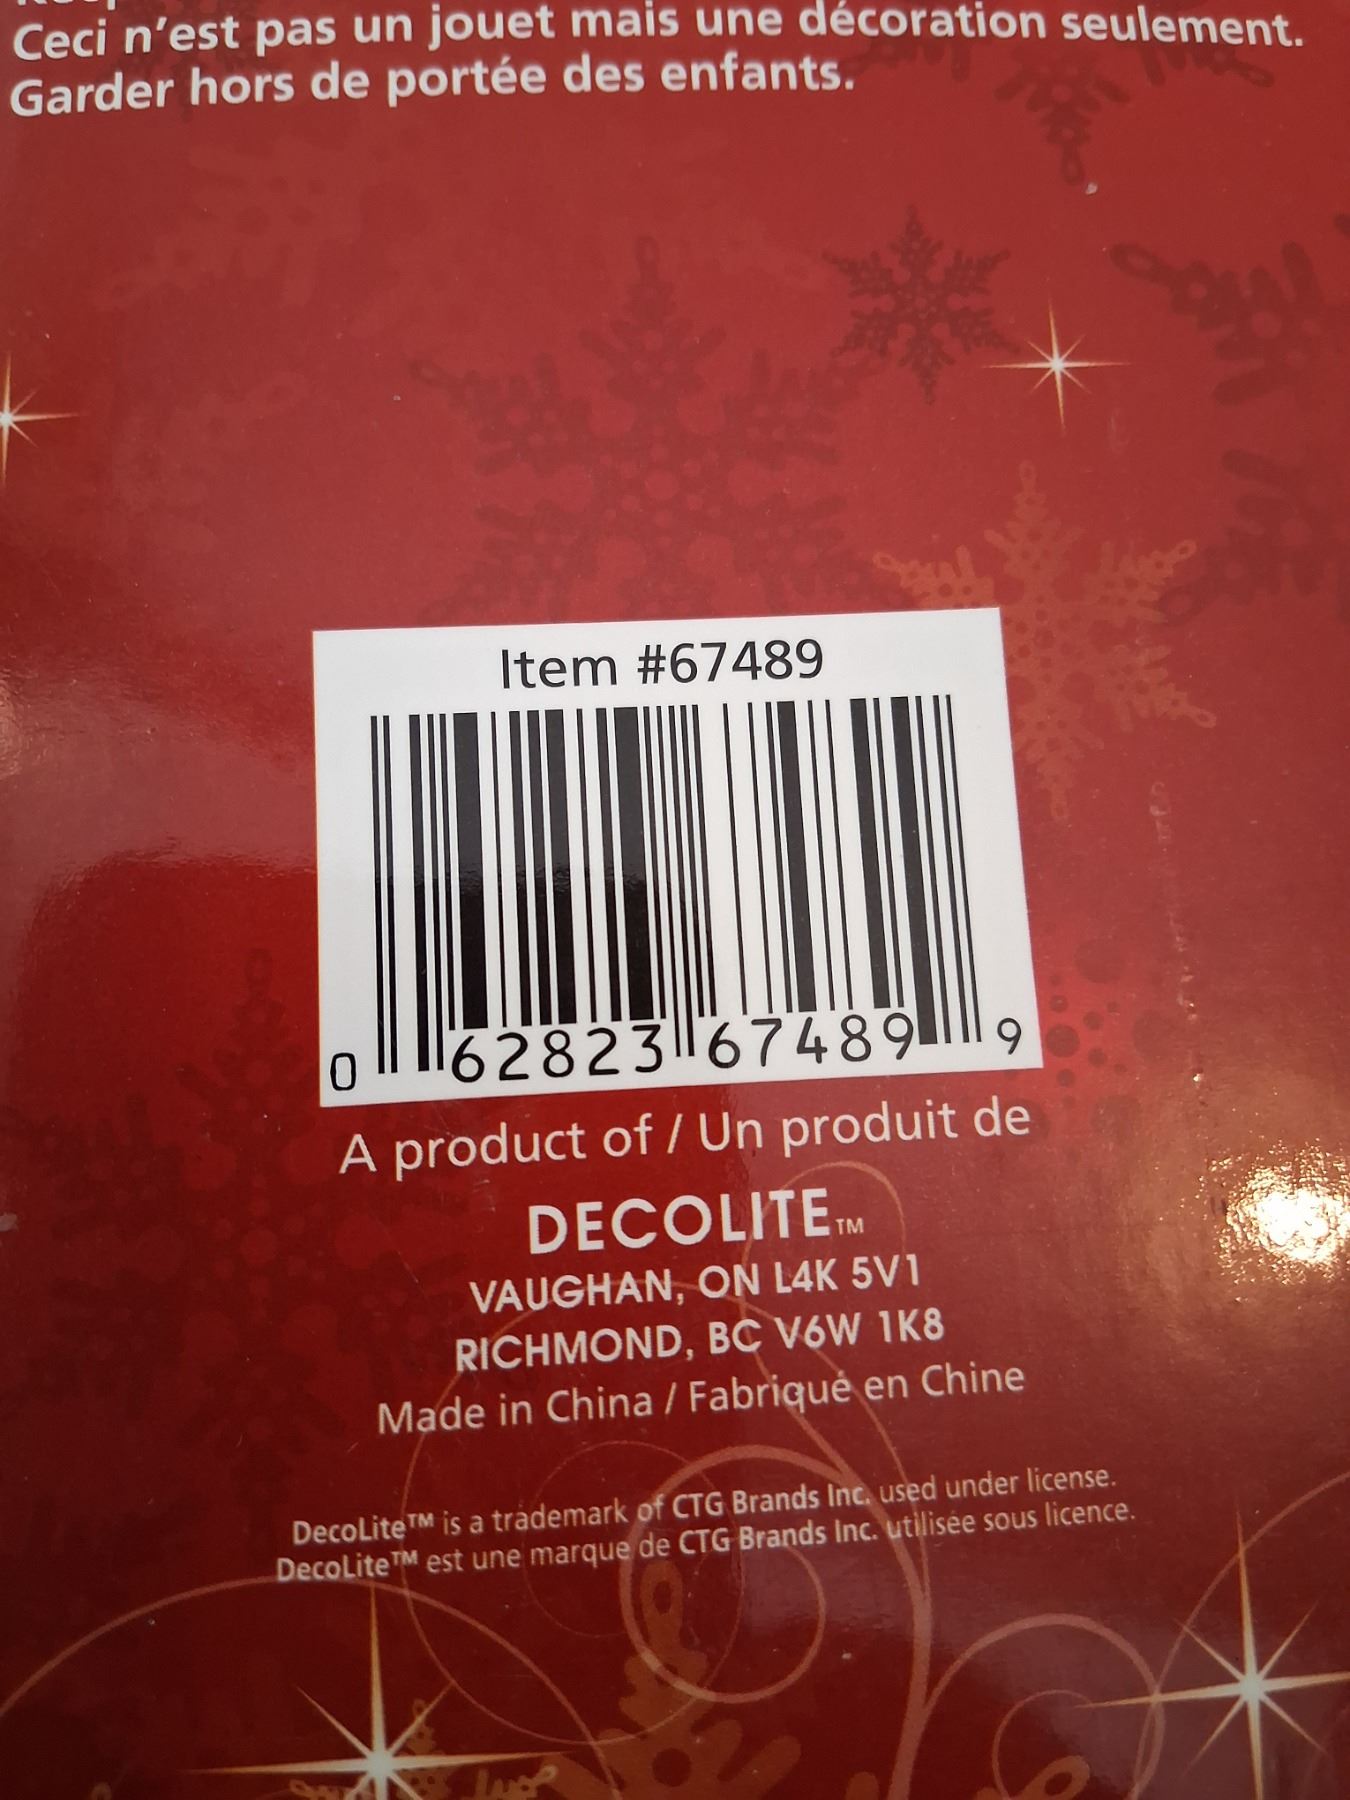 Ceci n'est pas un jouet mais une décoration seulement.
Garder hors de portée des enfants.
Item #67489
0 62823 67489 9
A product of / Un produit de
DECOLITE™
VAUGHAN, ON L4K 5V1
RICHMOND, BC V6W 1K8
Made in China / Fabriqué en Chine
DecoLite™ is a trademark of CTG Brands Inc. used under license.
DecoLite™ est une marque de CTG Brands Inc. utilisée sous licence.